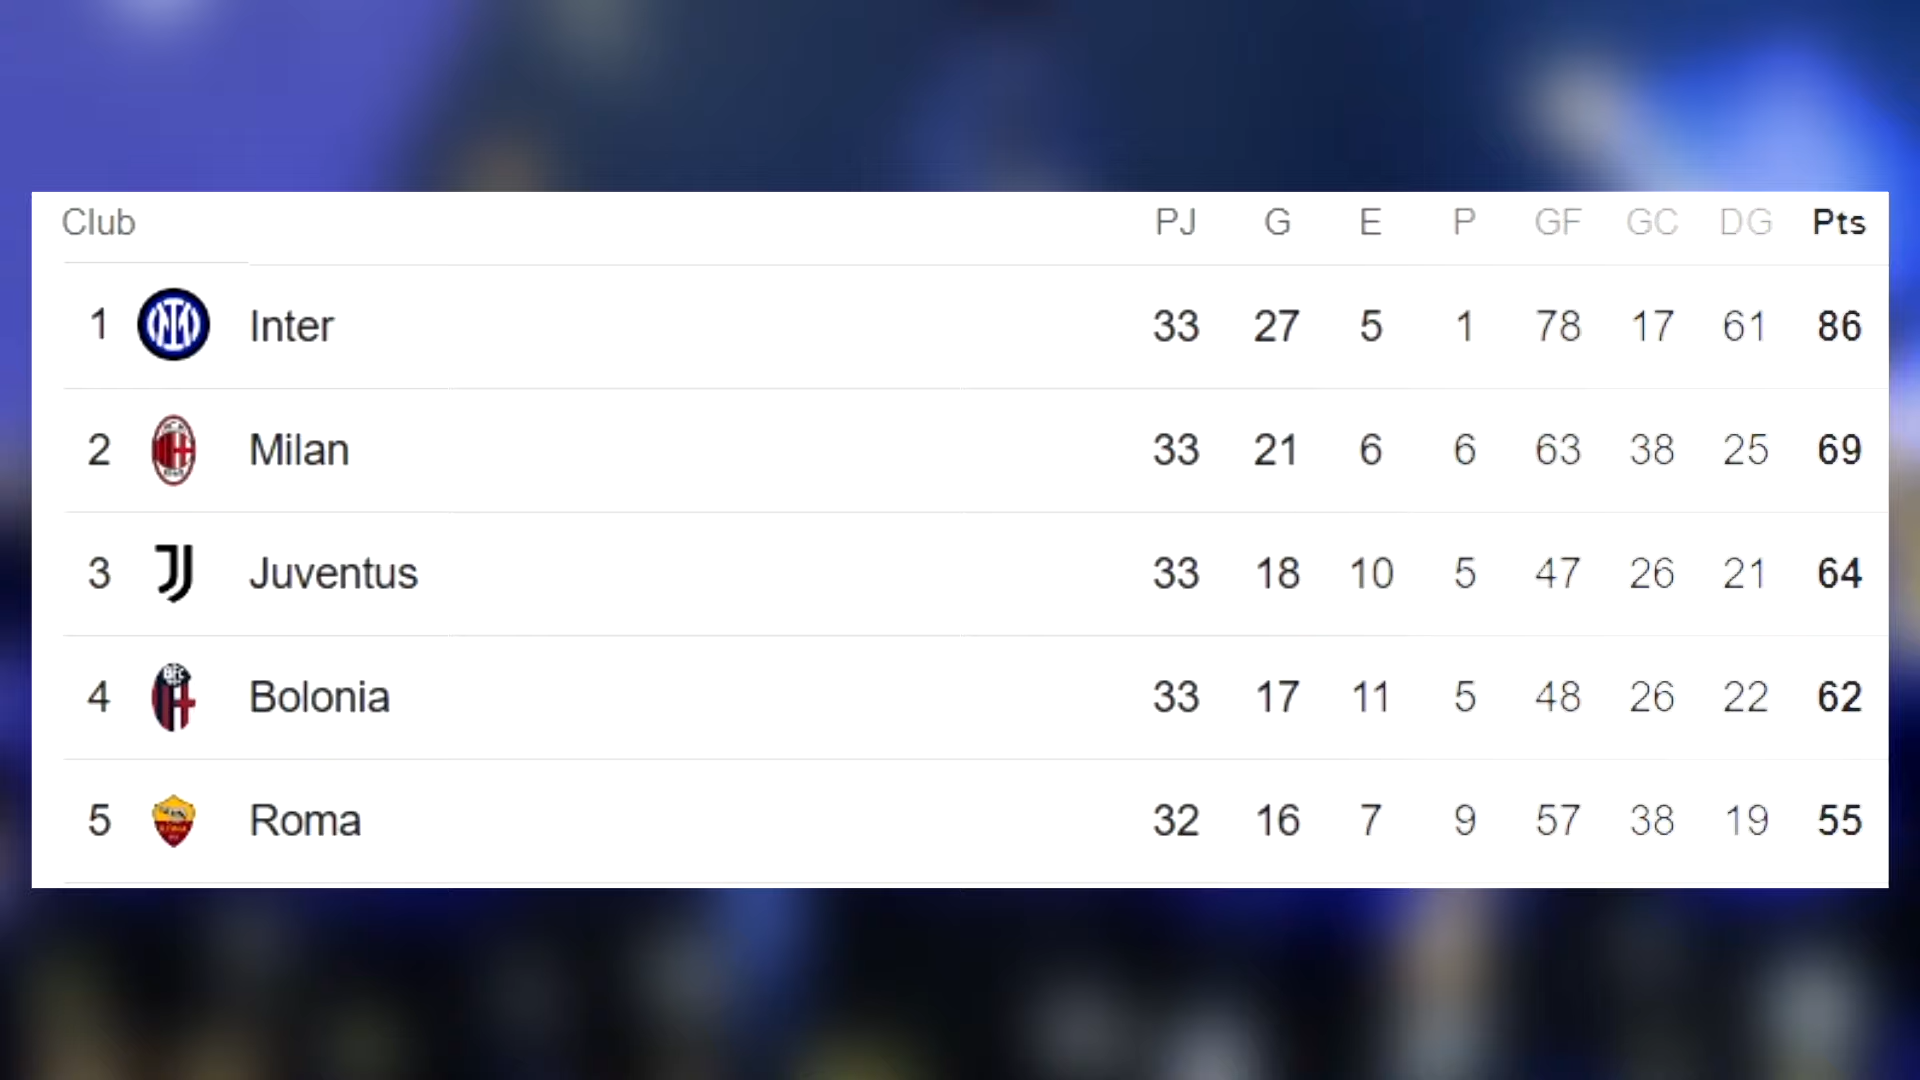 Club PJ G E P GF GC DG Pts
1 Inter 33 27 5 1 78 17 61 86
2 Milan 33 21 6 6 63 38 25 69
3 Juventus 33 18 10 5 47 26 21 64
4 BFC Bolonia 33 17 11 5 48 26 22 62
5 Roma 32 16 7 9 57 38 19 55